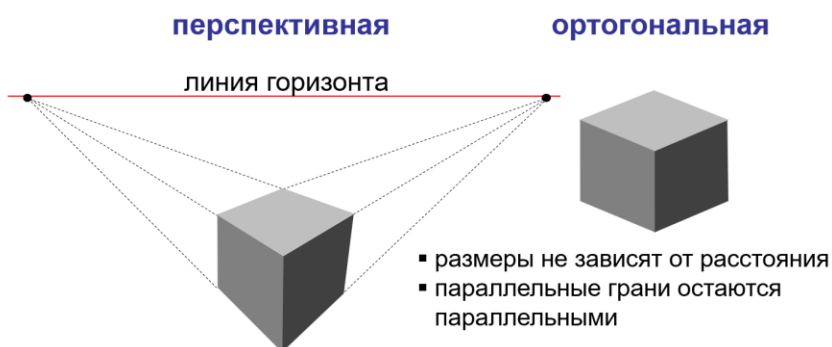 перспективная
ортогональная
линия горизонта
▪ размеры не зависят от расстояния
▪ параллельные грани остаются
параллельными